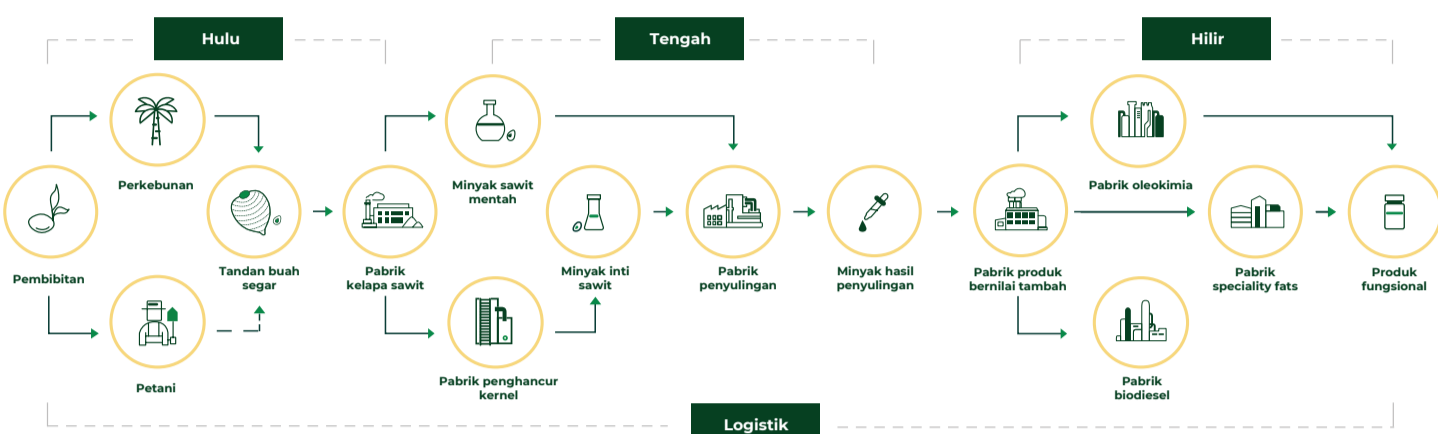 Hulu
Tengah
Hilir
Perkebunan
Minyak sawit
mentah
Pabrik oleokimia
Pembibitan
Tandan buah
segar
Pabrik
kelapa sawit
Minyak inti
sawit
Pabrik
penyulingan
Minyak hasil
penyulingan
Pabrik produk
bernilai tambah
Pabrik
speciality fats
Produk
fungsional
Petani
Pabrik penghancur
kernel
Pabrik
biodiesel
Logistik